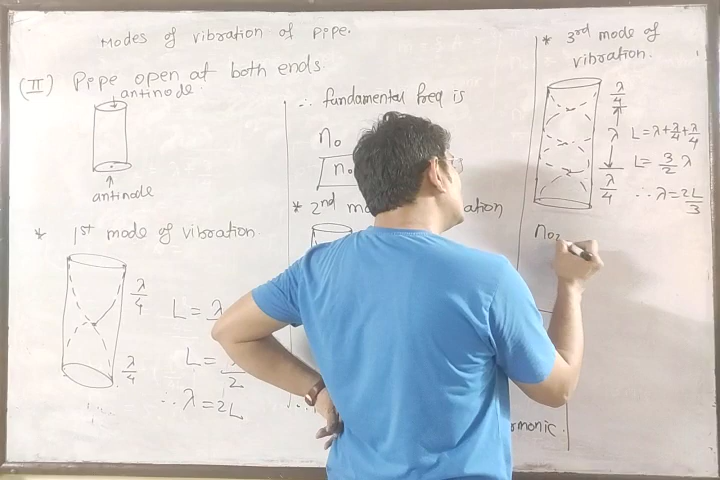 Modes of vibration of pipe.
(II) Pipe open at both ends.
antinode.
antinode
* 1st mode of vibration
λ/4
λ/4
L = λ
L =
2
∴ λ = 2L
∴ fundamental freq is
n₀
n₀
* 2nd
ation
∴
rmonic.
* 3rd mode of
vibration.
λ/4
λ L = λ + λ/4 + λ/4
L = 3/2 λ
λ/4 ∴ λ = 2L/3
n₀₂